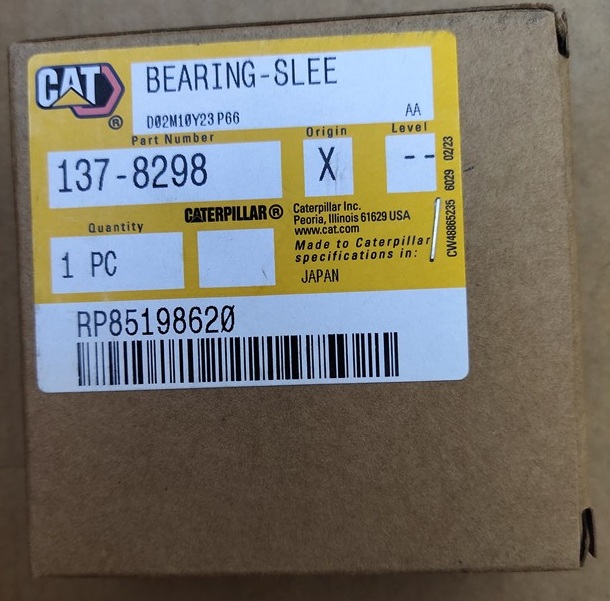 CAT
®
BEARING-SLEE
D02M10Y23 P66
AA
Part Number
Origin
Level
137-8298
X
--
Quantity
CATERPILLAR®
1 PC
Caterpillar Inc.
Peoria, Illinois 61629 USA
www.cat.com
Made to Caterpillar
specifications in:
JAPAN
CW48865235 6029 02/23
RP85198620